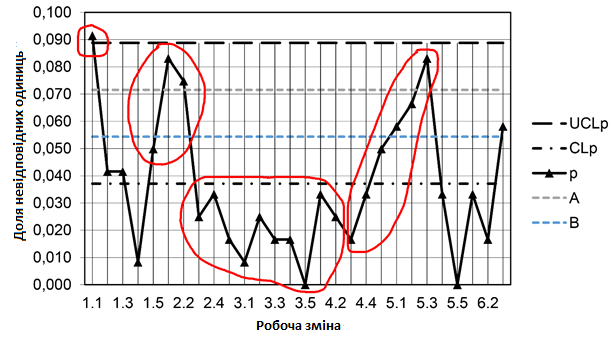 0,100
0,090
0,080
0,070
0,060
0,050
0,040
0,030
0,020
0,010
0,000
Доля невідповідних одиниць
1.1 1.3 1.5 2.2 2.4 3.1 3.3 3.5 4.2 4.4 5.1 5.3 5.5 6.2
Робоча зміна
UCLp
CLp
p
A
B